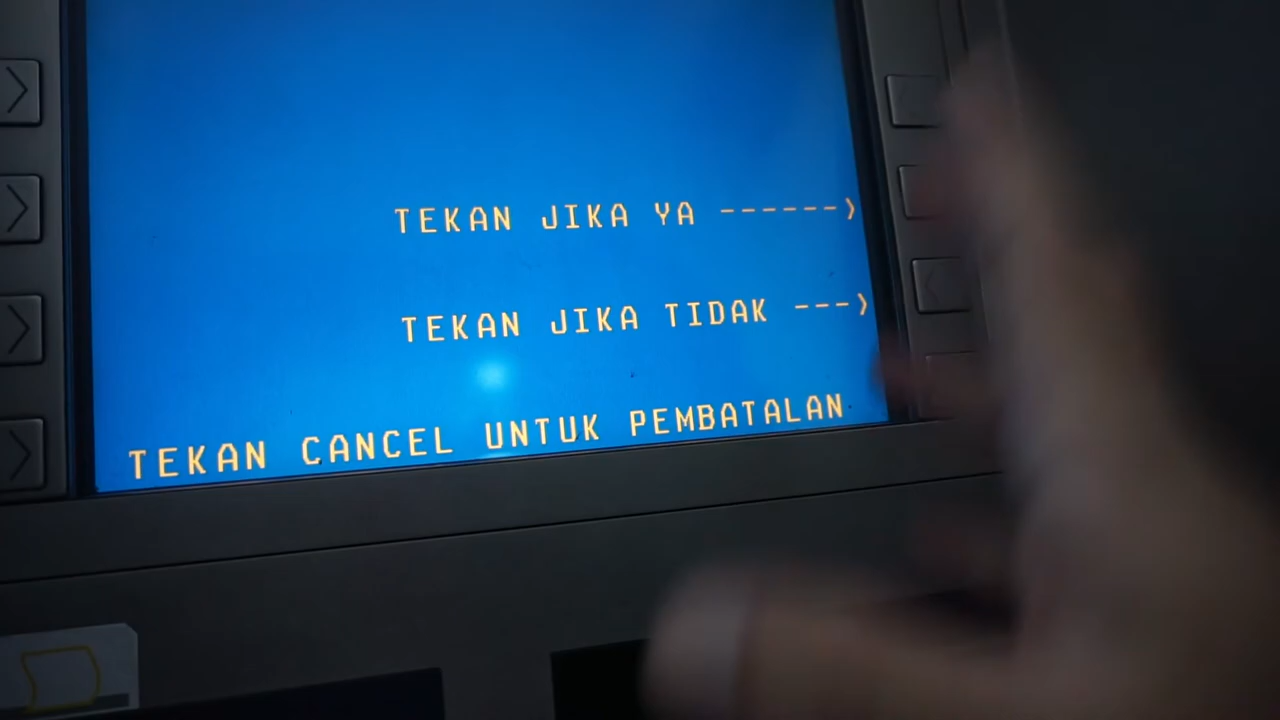 TEKAN JIKA YA ------>
TEKAN JIKA TIDAK --->
TEKAN CANCEL UNTUK PEMBATALAN